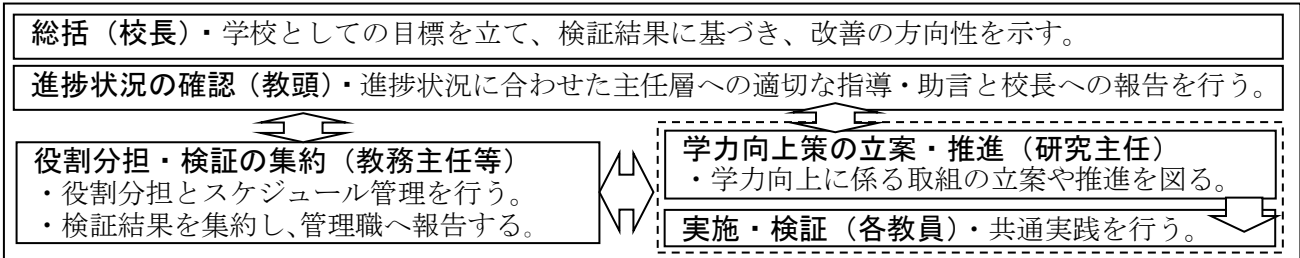 総括（校長）・学校としての目標を立て、検証結果に基づき、改善の方向性を示す。
進捗状況の確認（教頭）・進捗状況に合わせた主任層への適切な指導・助言と校長への報告を行う。
役割分担・検証の集約（教務主任等）
・役割分担とスケジュール管理を行う。
・検証結果を集約し、管理職へ報告する。
学力向上策の立案・推進（研究主任）
・学力向上に係る取組の立案や推進を図る。
実施・検証（各教員）・共通実践を行う。